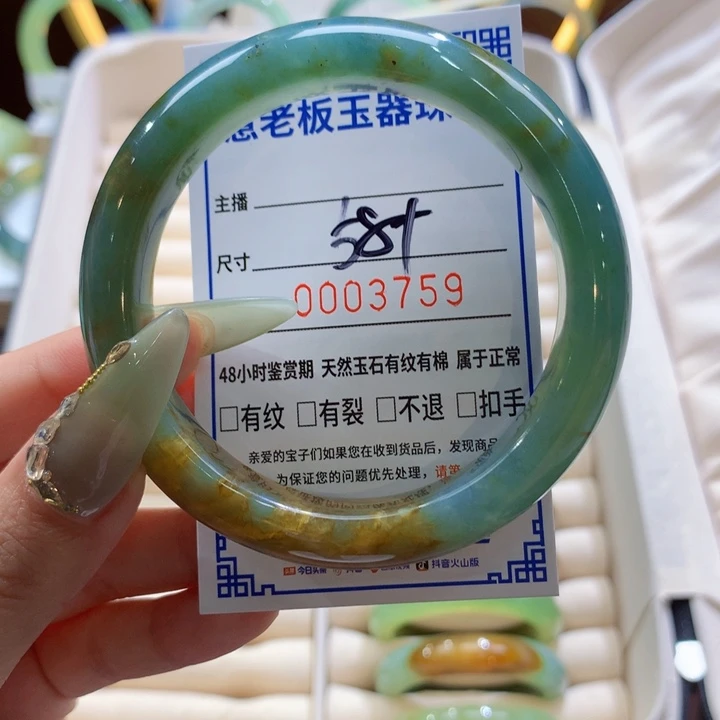 老板玉器珠
主播
尺寸 58+
0003759
48小时鉴赏期 天然玉石有纹有棉 属于正常
□有纹 □有裂 □不退 □扣手
亲爱的宝子们如果您在收到货品后，发现商品
为保证您的问题优先处理，请
今日头条 抖音 抖音火山版